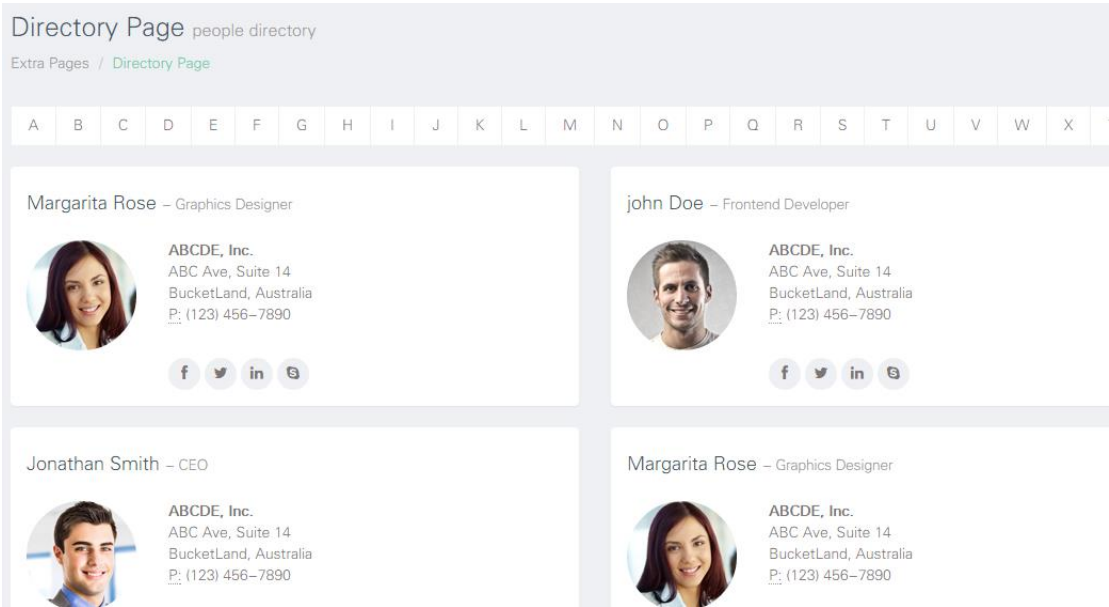 Directory Page people directory
Extra Pages / Directory Page
A B C D E F G H I J K L M N O P Q R S T U V W X
Margarita Rose – Graphics Designer
ABCDE, Inc.
ABC Ave, Suite 14
BucketLand, Australia
P: (123) 456–7890
f in
john Doe – Frontend Developer
ABCDE, Inc.
ABC Ave, Suite 14
BucketLand, Australia
P: (123) 456–7890
f in
Jonathan Smith – CEO
ABCDE, Inc.
ABC Ave, Suite 14
BucketLand, Australia
P: (123) 456–7890
Margarita Rose – Graphics Designer
ABCDE, Inc.
ABC Ave, Suite 14
BucketLand, Australia
P: (123) 456–7890